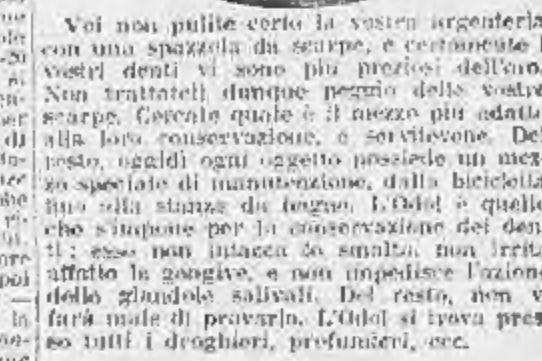 Voi non pulite certo la vostra argenteria
con una spazzola da scarpe, e certamente i
vostri denti vi sono più preziosi dell'oro.
Non trattateli dunque peggio delle vostre
scarpe. Cercate quale è il mezzo più adatto
alla loro conservazione, e servitevene. Del
resto, oggidì ogni oggetto possiede un mez-
zo speciale di manutenzione, dalla bicicletta
fino alla stanza da bagno. L'Odol è quello
che s'impone per la conservazione dei den
ti: esso non intacca lo smalto, non irrita
affatto le gengive, e non impedisce l'azione
delle glandole salivali. Del resto, non v
farà male di provarlo. L'Odol si trova pres
so tutti i droghieri, profumieri, ecc.